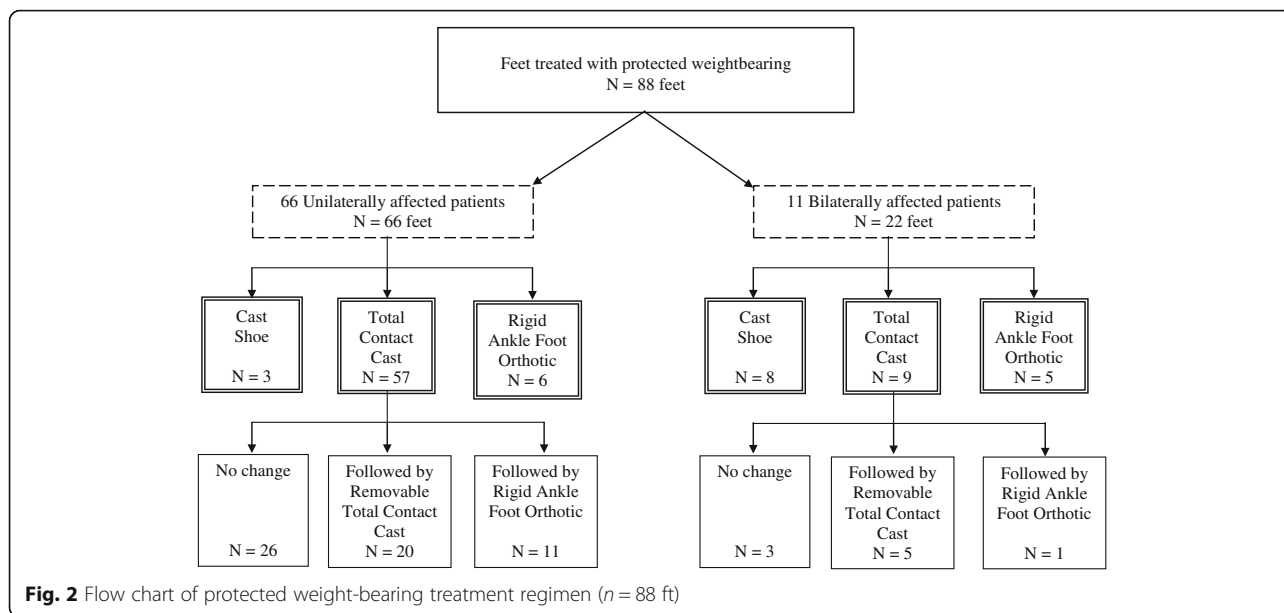 Feet treated with protected weightbearing
N = 88 feet
66 Unilaterally affected patients
N = 66 feet
11 Bilaterally affected patients
N = 22 feet
Cast
Shoe
N = 3
Total
Contact
Cast
N = 57
Rigid
Ankle Foot
Orthotic
N = 6
Cast
Shoe
N = 8
Total
Contact
Cast
N = 9
Rigid
Ankle Foot
Orthotic
N = 5
No change
N = 26
Followed by
Removable
Total Contact
Cast
N = 20
Followed by
Rigid Ankle
Foot Orthotic
N = 11
No change
N = 3
Followed by
Removable
Total Contact
Cast
N = 5
Followed by
Rigid Ankle
Foot Orthotic
N = 1
Fig. 2 Flow chart of protected weight-bearing treatment regimen (n = 88 ft)